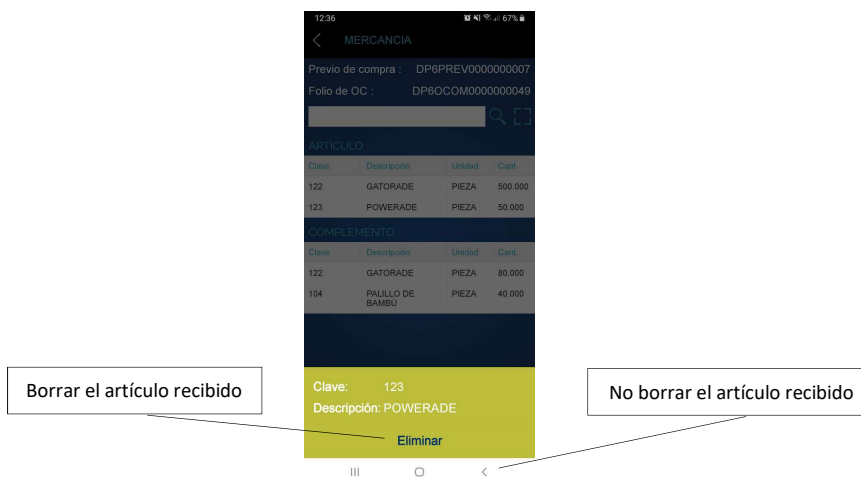 12:36 67%
MERCANCIA
Previo de compra : DP6PREV0000000007
Folio de OC : DP6OCOM0000000049
ARTÍCULO
Clave Descripción Unidad Cant.
122 GATORADE PIEZA 500.000
123 POWERADE PIEZA 50.000
COMPLEMENTO
Clave Descripción Unidad Cant.
122 GATORADE PIEZA 80.000
104 PALILLO DE BAMBÚ PIEZA 40.000
Clave: 123
Borrar el artículo recibido
No borrar el artículo recibido
Descripción: POWERADE
Eliminar